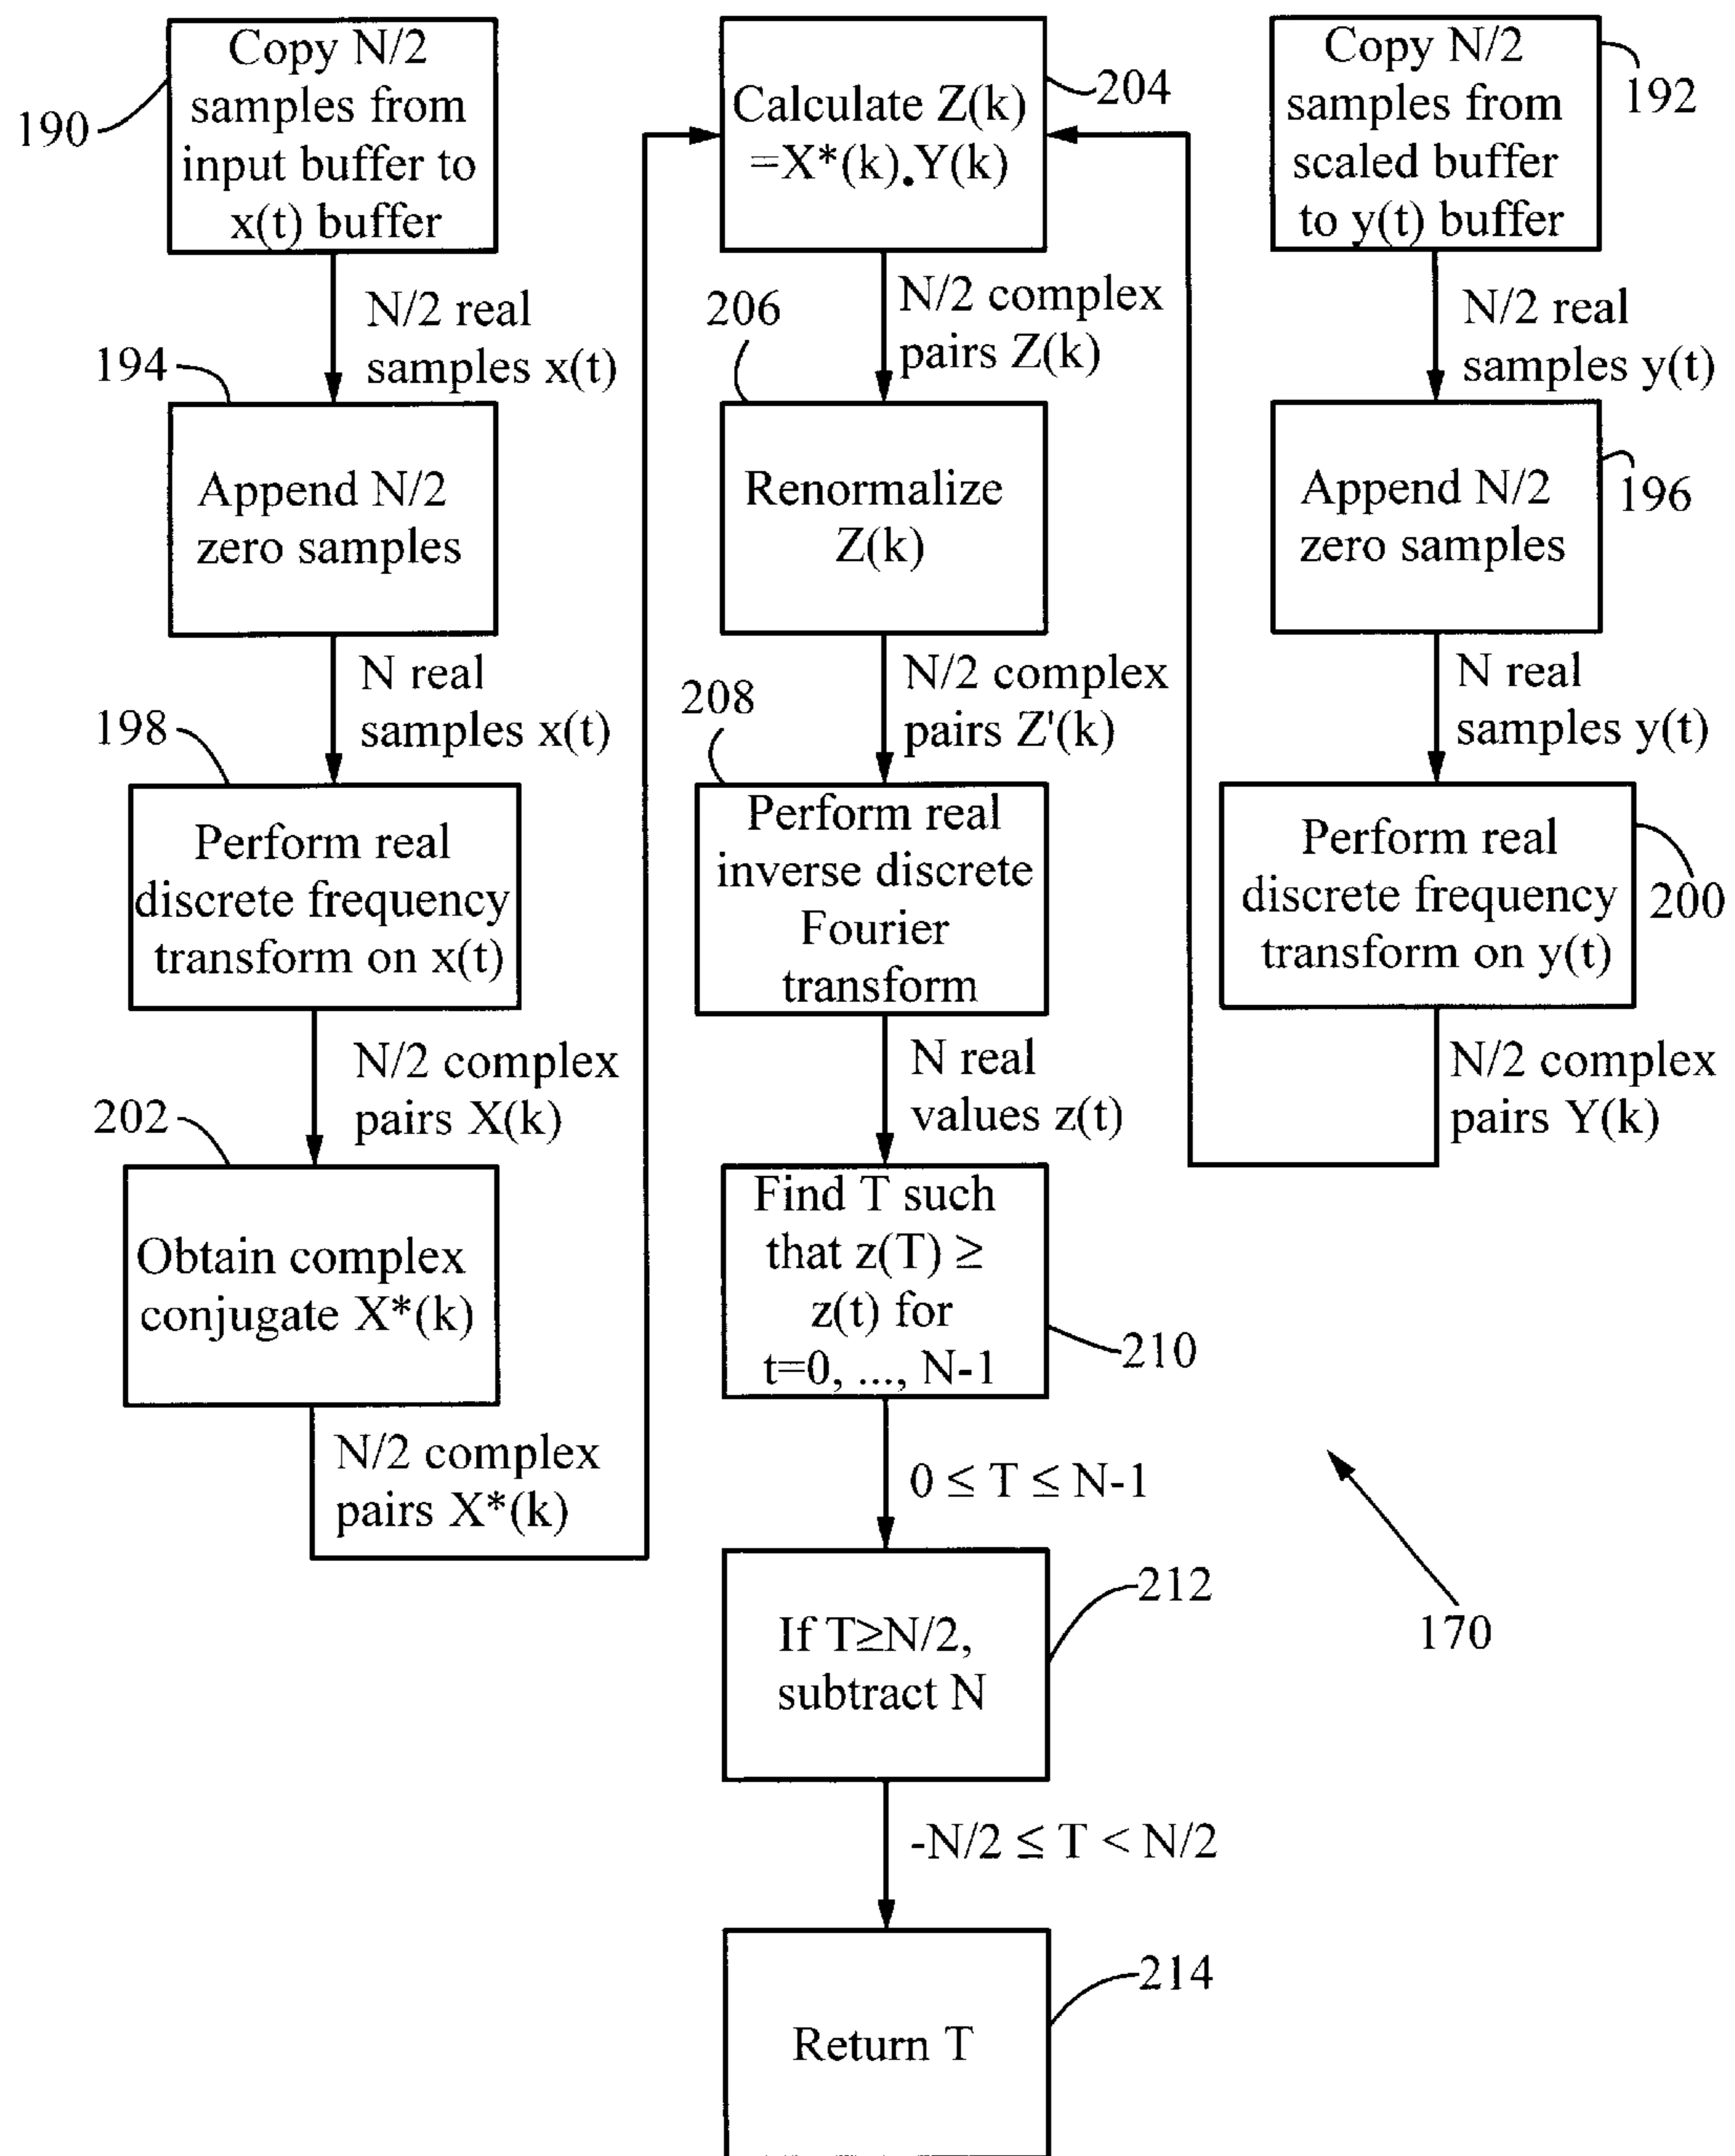 Copy N/2
samples from
input buffer to
x(t) buffer
190
N/2 real
samples x(t)
194
Append N/2
zero samples
N real
samples x(t)
198
Perform real
discrete frequency
transform on x(t)
N/2 complex
pairs X(k)
202
Obtain complex
conjugate X*(k)
N/2 complex
pairs X*(k)
Calculate Z(k)
=X*(k).Y(k)
204
N/2 complex
pairs Z(k)
206
Renormalize
Z(k)
N/2 complex
pairs Z'(k)
208
Perform real
inverse discrete
Fourier
transform
N real
values z(t)
Find T such
that z(T) ≥
z(t) for
t=0, ..., N-1
210
0 ≤ T ≤ N-1
212
If T≥N/2,
subtract N
-N/2 ≤ T < N/2
214
Return T
Copy N/2
samples from
scaled buffer
to y(t) buffer
192
N/2 real
samples y(t)
Append N/2
zero samples
196
N real
samples y(t)
Perform real
discrete frequency
transform on y(t)
200
N/2 complex
pairs Y(k)
170